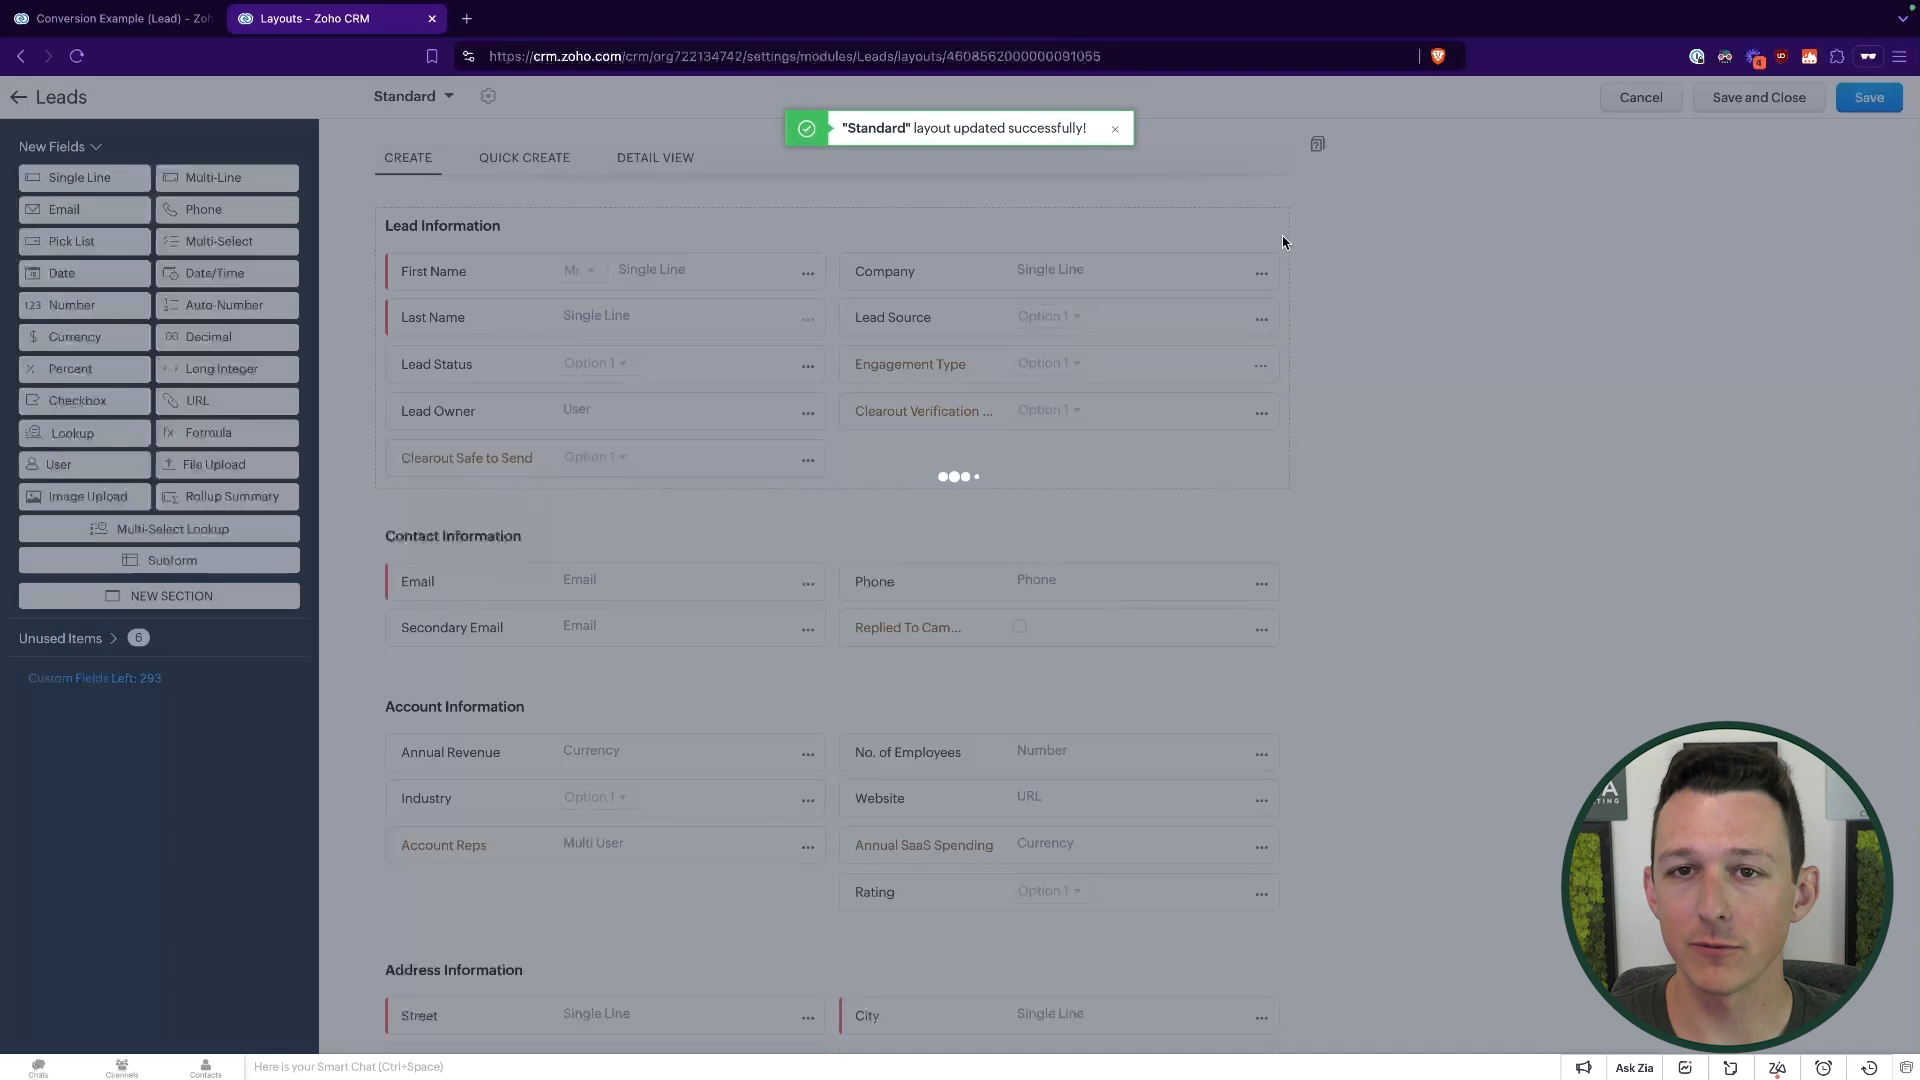 Conversion Example (Lead) - Zoh
Layouts - Zoho CRM
https://crm.zoho.com/crm/org722134742/settings/modules/Leads/layouts/4608562000000091055
4
Leads
Standard
Cancel
Save and Close
Save
"Standard" layout updated successfully!
New Fields
Single Line
Multi-Line
Email
Phone
Pick List
Multi-Select
Date
Date/Time
Number
Auto-Number
Currency
Decimal
Percent
Long Integer
Checkbox
URL
Lookup
Formula
User
File Upload
Image Upload
Rollup Summary
Multi-Select Lookup
Subform
NEW SECTION
Unused Items
6
Custom Fields Left: 293
CREATE
QUICK CREATE
DETAIL VIEW
Lead Information
First Name
Mr.
Single Line
Company
Single Line
Last Name
Single Line
Lead Source
Option 1
Lead Status
Option 1
Engagement Type
Option 1
Lead Owner
User
Clearout Verification ...
Option 1
Clearout Safe to Send
Option 1
Contact Information
Email
Email
Phone
Phone
Secondary Email
Email
Replied To Cam...
Account Information
Annual Revenue
Currency
No. of Employees
Number
Industry
Option 1
Website
URL
Account Reps
Multi User
Annual SaaS Spending
Currency
Rating
Option 1
Address Information
Street
Single Line
City
Single Line
Chats
Channels
Contacts
Here is your Smart Chat (Ctrl+Space)
Ask Zia